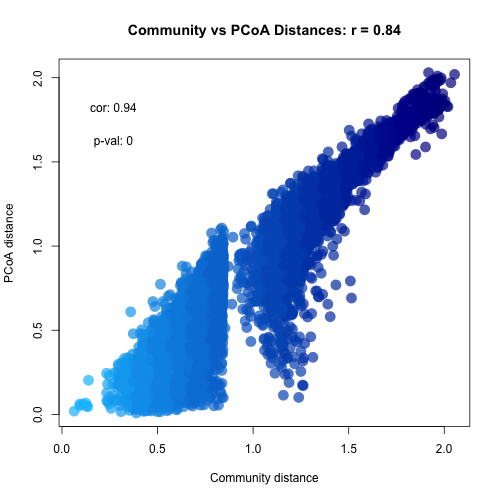 Community vs PCoA Distances: r = 0.84
cor: 0.94
p-val: 0
PCoA distance
2.0
1.5
1.0
0.5
0.0
0.0 0.5 1.0 1.5 2.0
Community distance